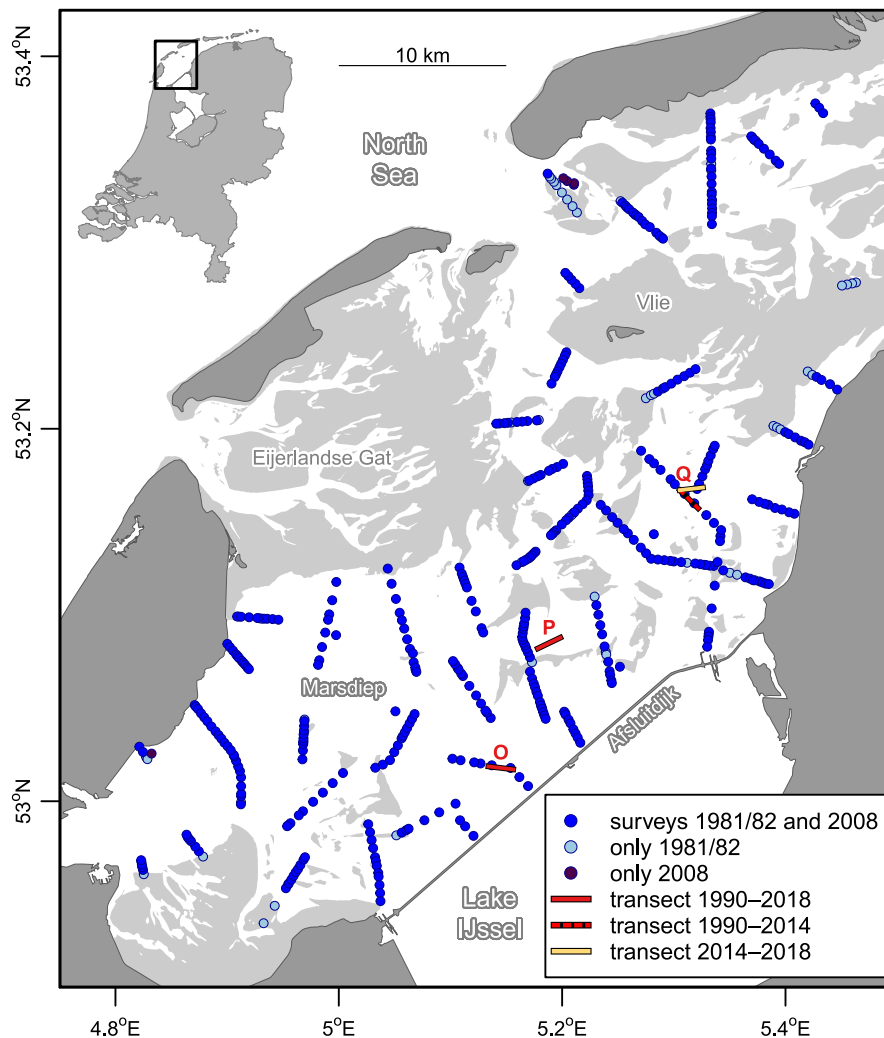 53.4°N
10 km
North
Sea
Vlie
53.2°N
Eijerlandse Gat
Q
P
Marsdiep
Afsluitdijk
O
53°N
surveys 1981/82 and 2008
only 1981/82
only 2008
transect 1990–2018
transect 1990–2014
transect 2014–2018
Lake
IJssel
4.8°E
5°E
5.2°E
5.4°E